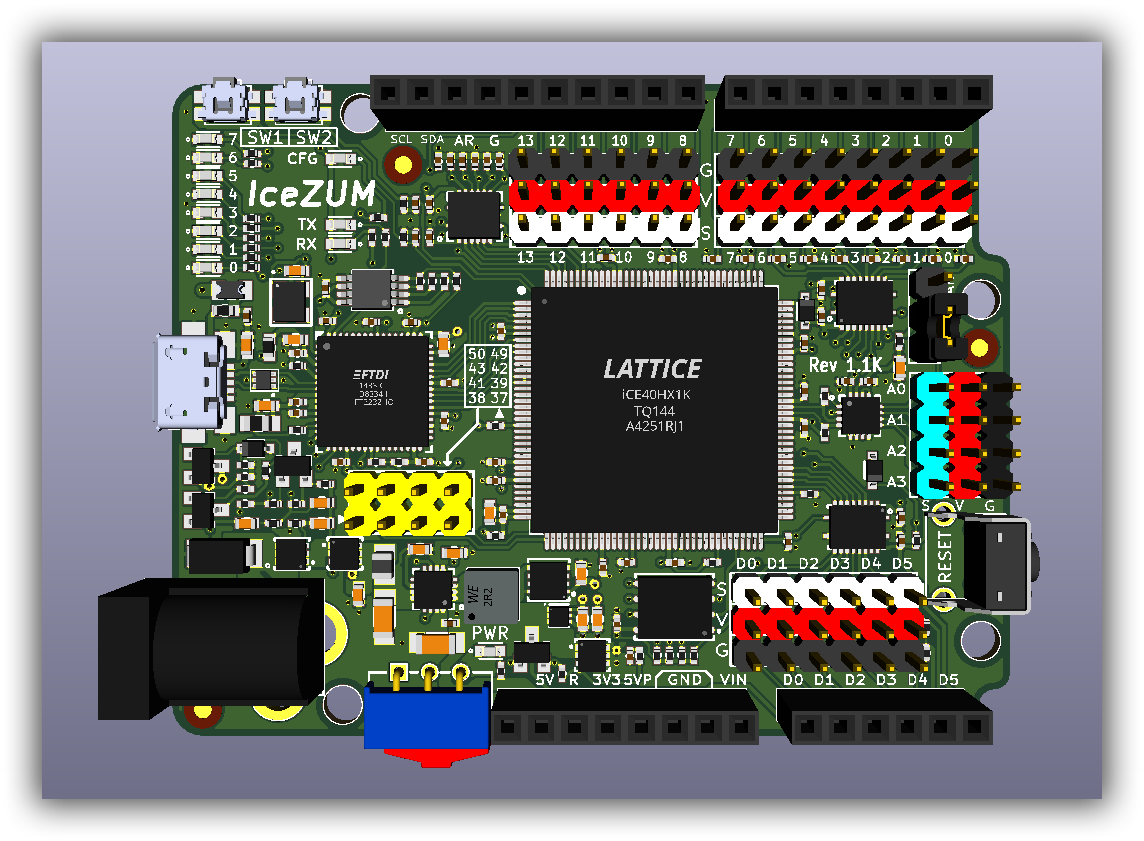 7 SW1 SW2
6 CFG
5
4
3
2
1
0
IceZUM
TX
RX
SCL SDA AR G 13 12 11 10 9 8
7 6 5 4 3 2 1 0
G
V
S
13 12 11 10 9 8
7 6 5 4 3 2 1 0
50 49
43 42
41 39
38 37
FTDI
LATTICE
iCE40HX1K
TQ144
A4251RJ1
Rev 1.1K
A0
A1
A2
A3
S V G
RESET
D0 D1 D2 D3 D4 D5
S
V
G
WE
2R2
PWR
5V R 3V3 5VP GND VIN
D0 D1 D2 D3 D4 D5